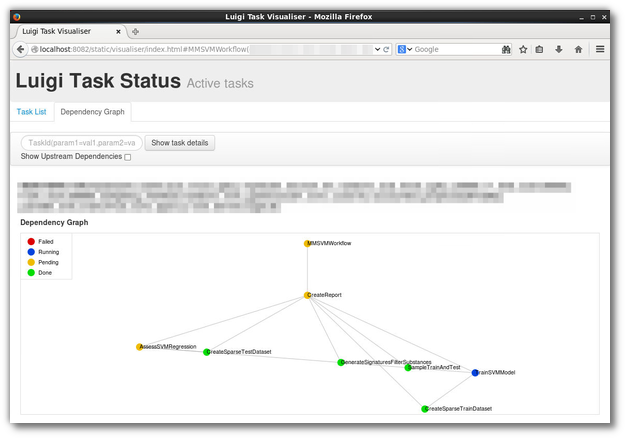 Luigi Task Visualiser - Mozilla Firefox
Luigi Task Visualiser
localhost:8082/static/visualiser/index.html#MMSVMWorkflow(
Google
Luigi Task Status Active tasks
Task List
Dependency Graph
TaskId(param1=val1,param2=va
Show task details
Show Upstream Dependencies
Dependency Graph
Failed
Running
Pending
Done
MMSVMWorkflow
CreateReport
AssessSVMRegression
CreateSparseTestDataset
GenerateSignaturesFilterSubstances
SampleTrainAndTest
TrainSVMModel
CreateSparseTrainDataset